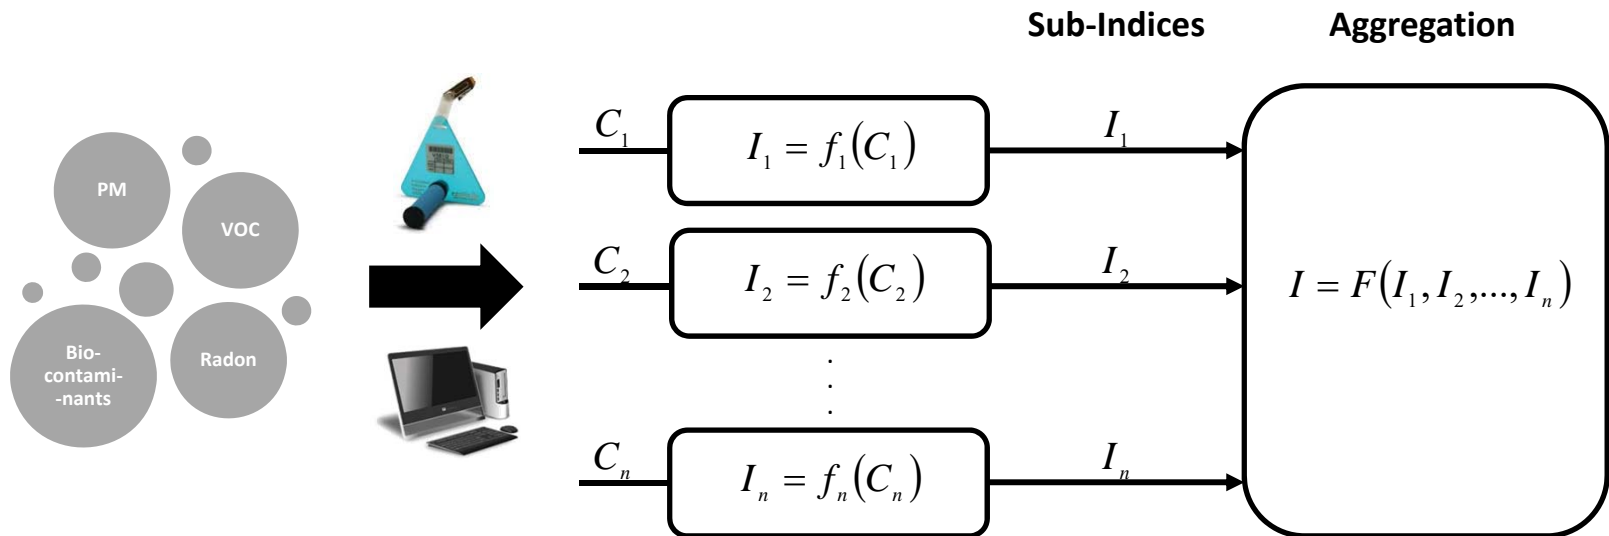 Sub-Indices
Aggregation
PM
VOC
Bio-
contami-
-nants
Radon
C₁
I₁ = f₁(C₁)
I₁
C₂
I₂ = f₂(C₂)
I₂
.
.
.
Cₙ
Iₙ = fₙ(Cₙ)
Iₙ
I = F(I₁, I₂,..., Iₙ)